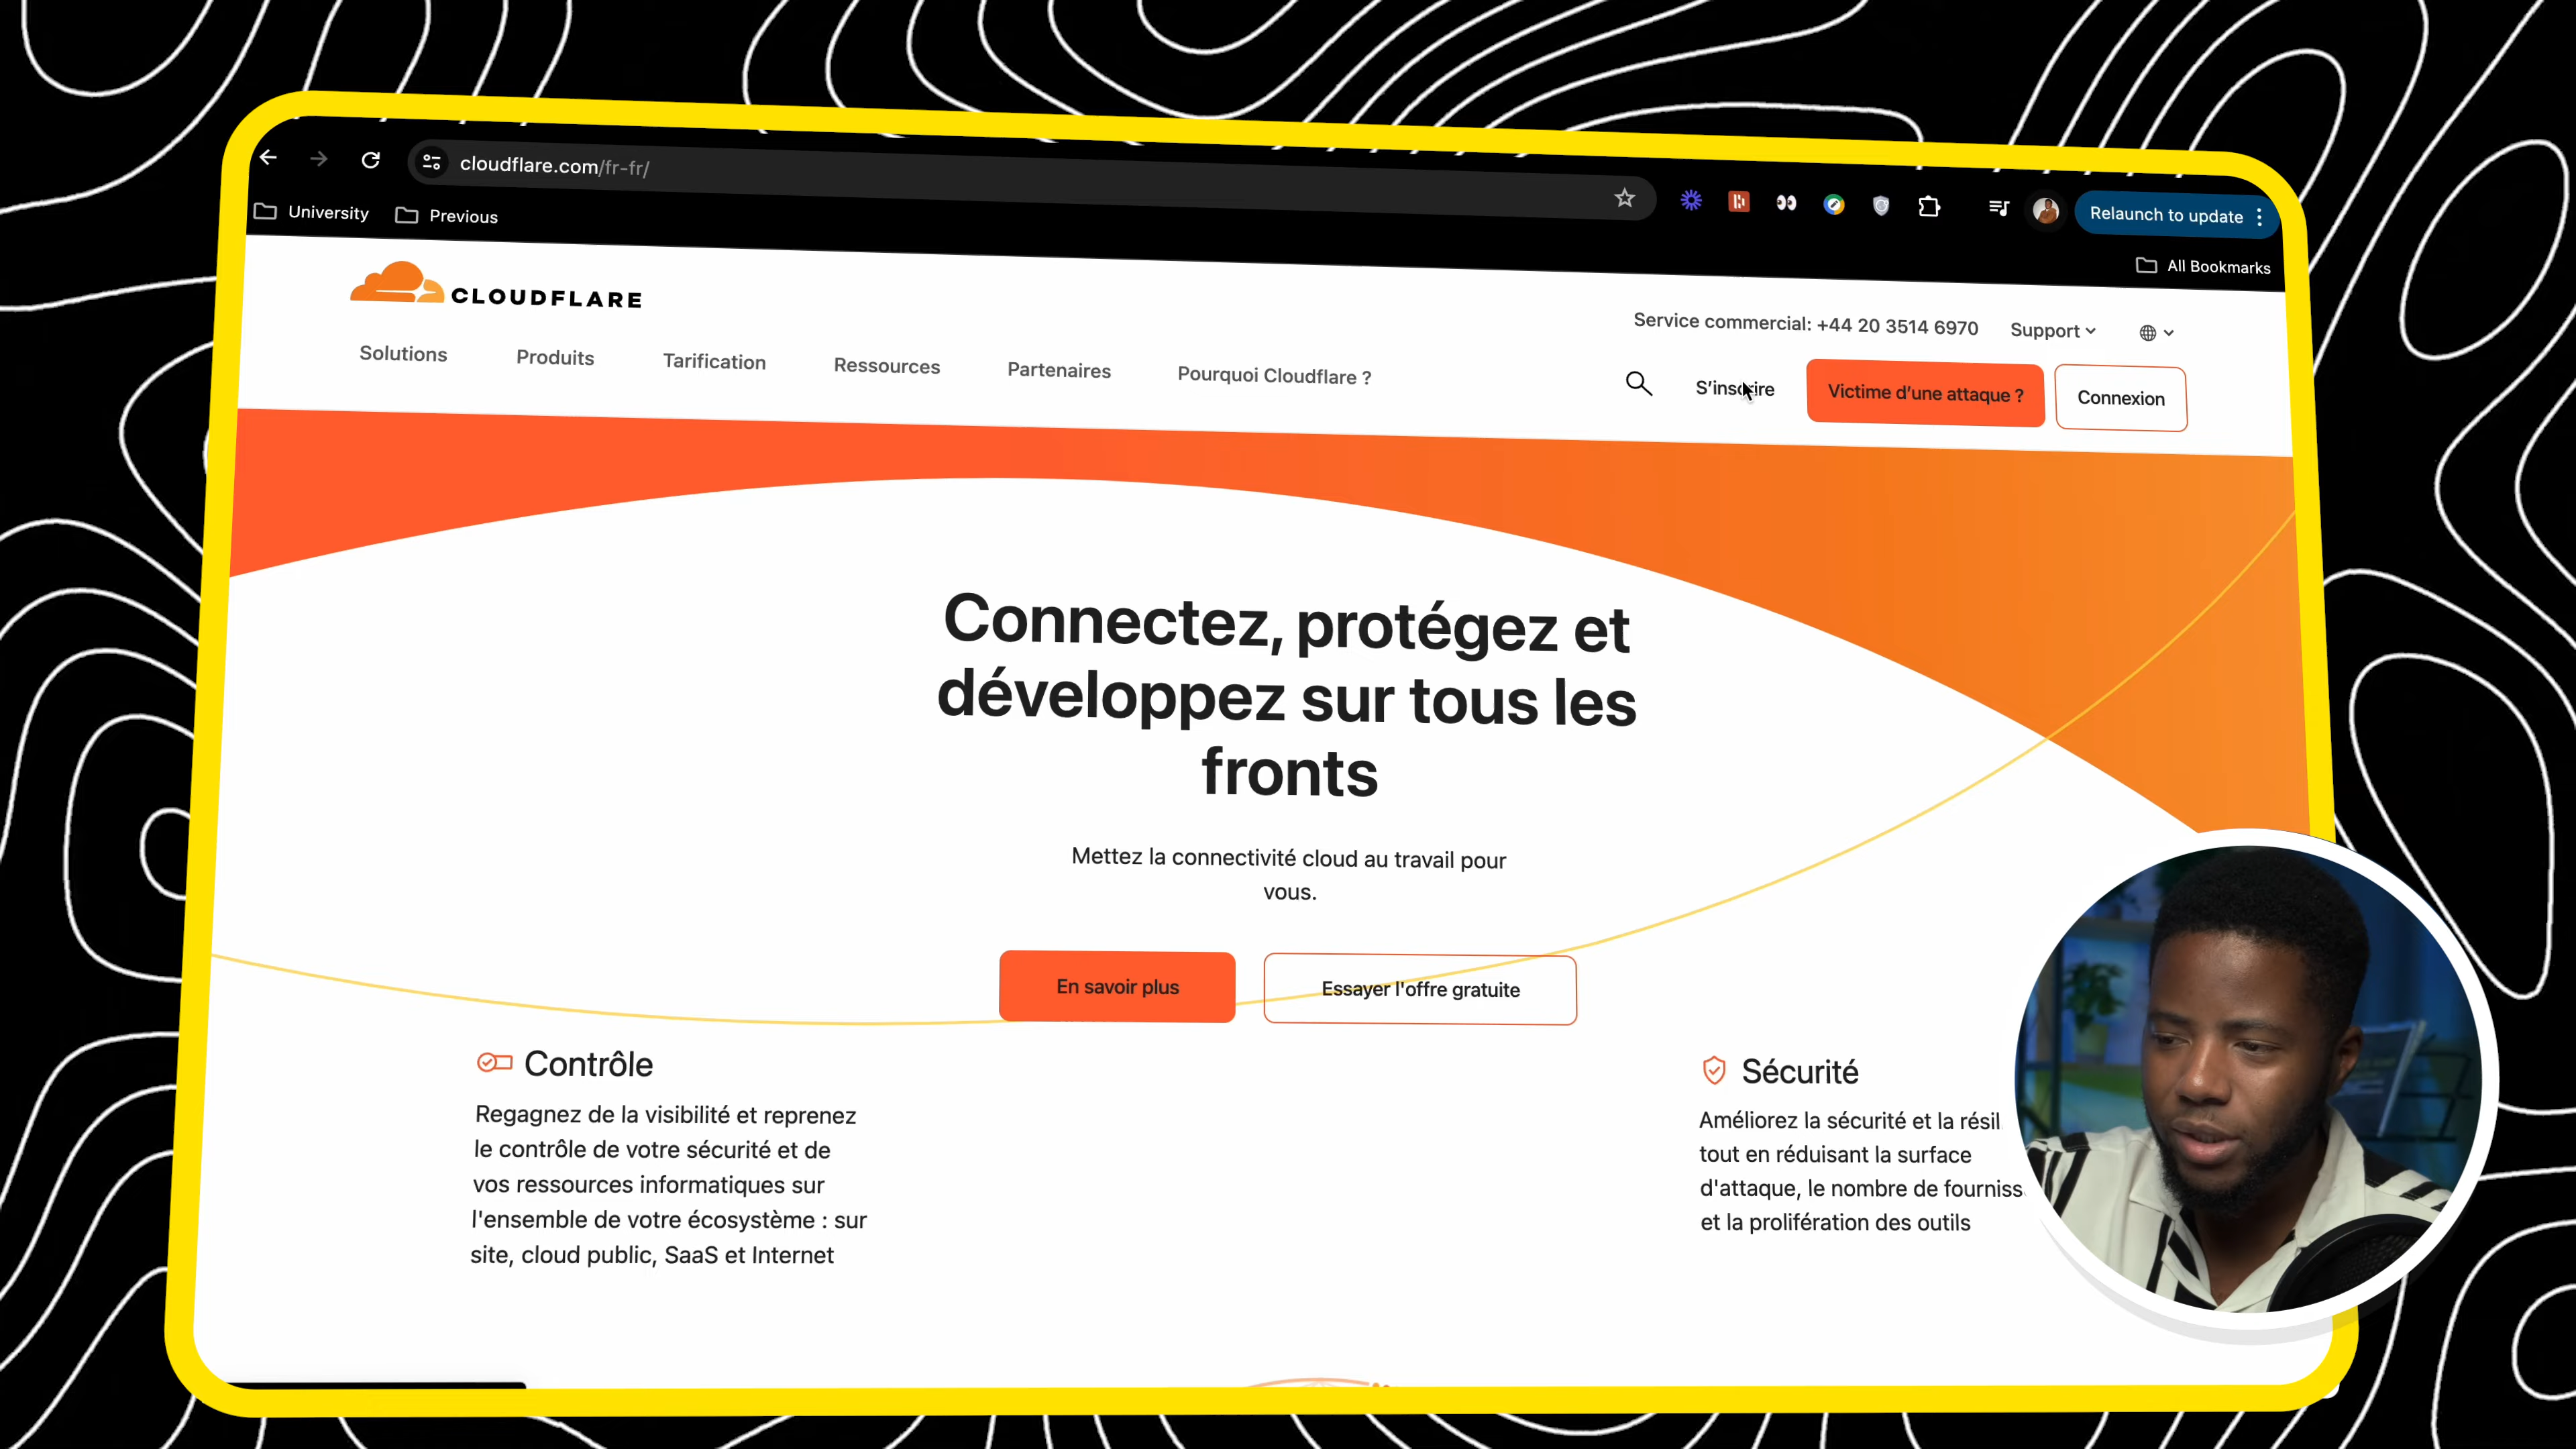 cloudflare.com/fr-fr/
Relaunch to update
University
Previous
All Bookmarks
CLOUDFLARE
Service commercial: +44 20 3514 6970
Support
Solutions
Produits
Tarification
Ressources
Partenaires
Pourquoi Cloudflare ?
S'inscrire
Victime d'une attaque ?
Connexion
Connectez, protégez et
développez sur tous les
fronts
Mettez la connectivité cloud au travail pour
vous.
En savoir plus
Essayer l'offre gratuite
Contrôle
Regagnez de la visibilité et reprenez
le contrôle de votre sécurité et de
vos ressources informatiques sur
l'ensemble de votre écosystème : sur
site, cloud public, SaaS et Internet
Sécurité
Améliorez la sécurité et la résil
tout en réduisant la surface
d'attaque, le nombre de fourniss
et la prolifération des outils